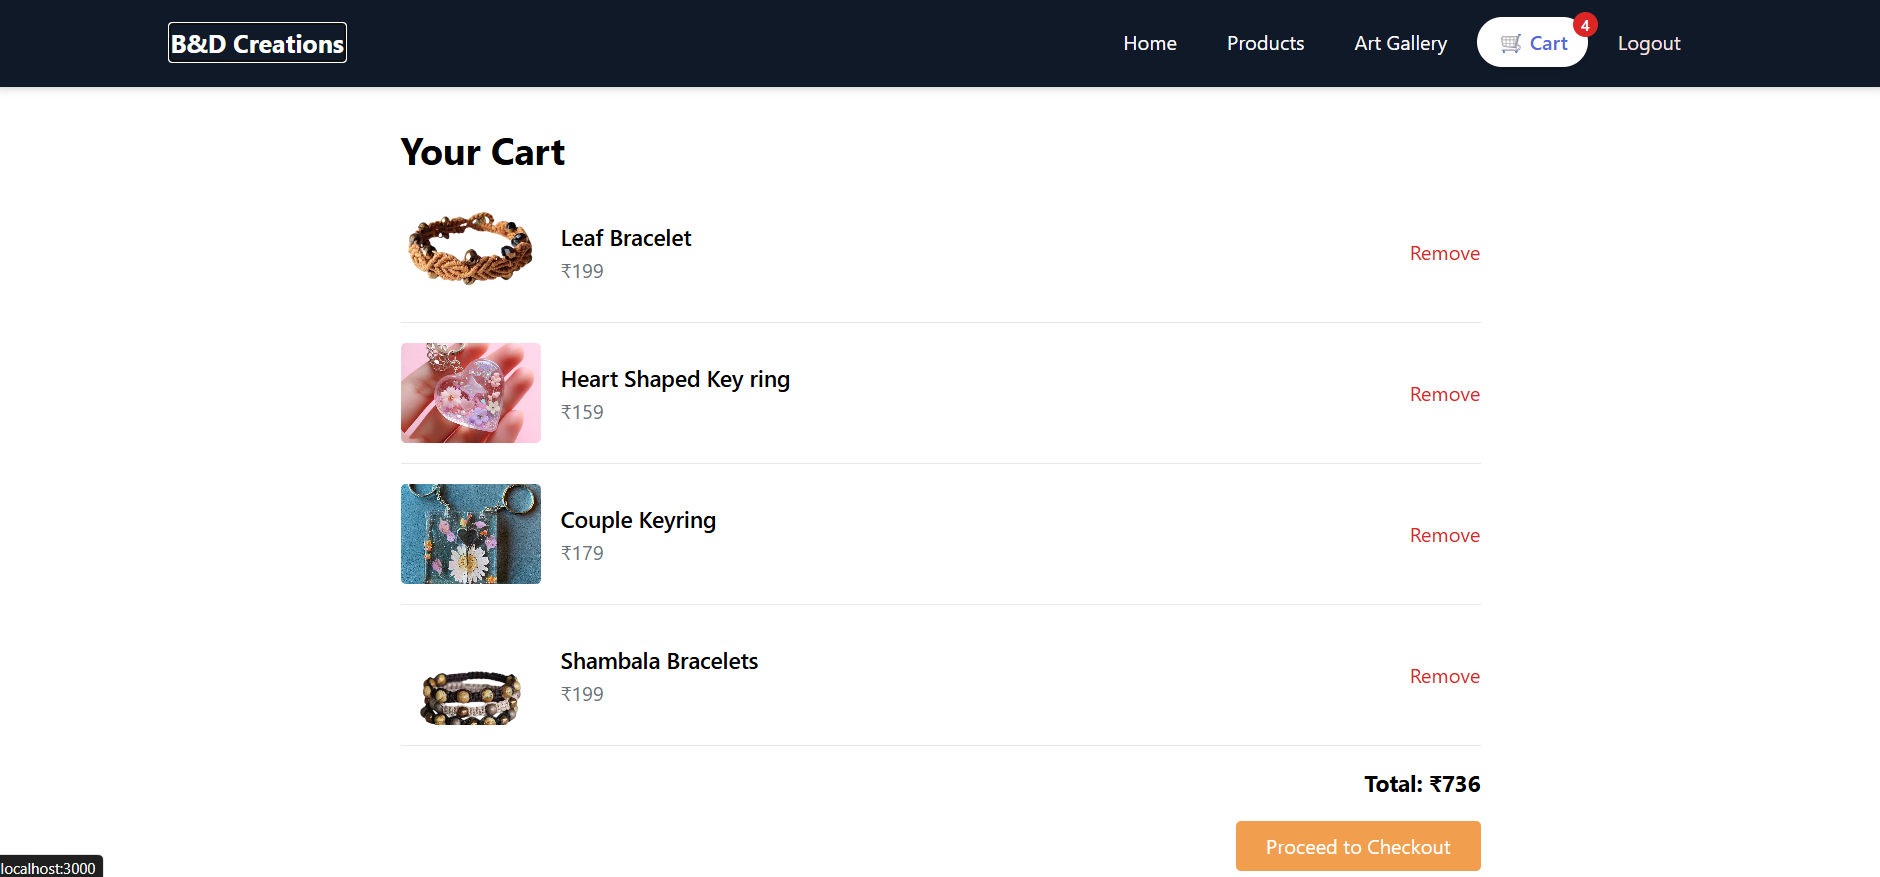 B&D Creations
Home
Products
Art Gallery
Cart
4
Logout
Your Cart
Leaf Bracelet
₹199
Remove
Heart Shaped Key ring
₹159
Remove
Couple Keyring
₹179
Remove
Shambala Bracelets
₹199
Remove
Total: ₹736
Proceed to Checkout
localhost:3000